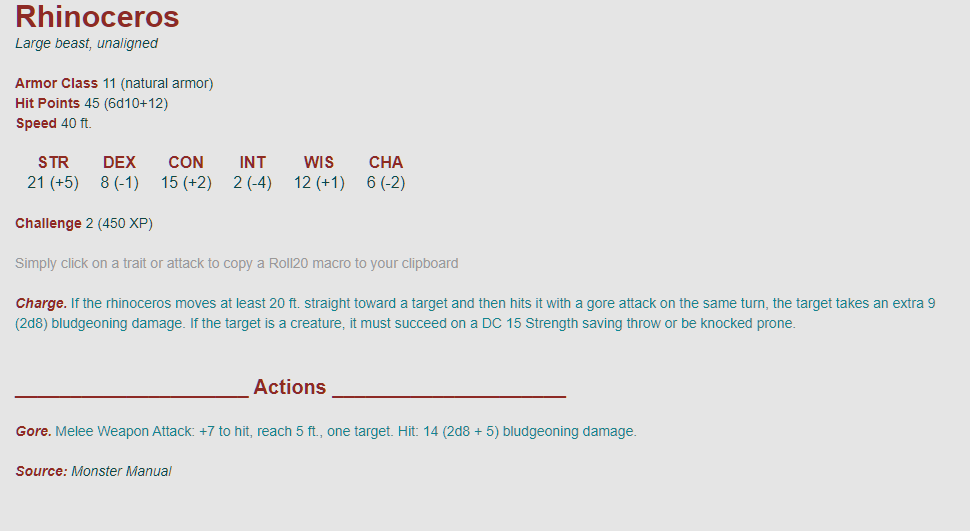 Rhinoceros
Large beast, unaligned
Armor Class 11 (natural armor)
Hit Points 45 (6d10+12)
Speed 40 ft.
STR DEX CON INT WIS CHA
21 (+5) 8 (-1) 15 (+2) 2 (-4) 12 (+1) 6 (-2)
Challenge 2 (450 XP)
Simply click on a trait or attack to copy a Roll20 macro to your clipboard
Charge. If the rhinoceros moves at least 20 ft. straight toward a target and then hits it with a gore attack on the same turn, the target takes an extra 9
(2d8) bludgeoning damage. If the target is a creature, it must succeed on a DC 15 Strength saving throw or be knocked prone.
Actions
Gore. Melee Weapon Attack: +7 to hit, reach 5 ft., one target. Hit: 14 (2d8 + 5) bludgeoning damage.
Source: Monster Manual